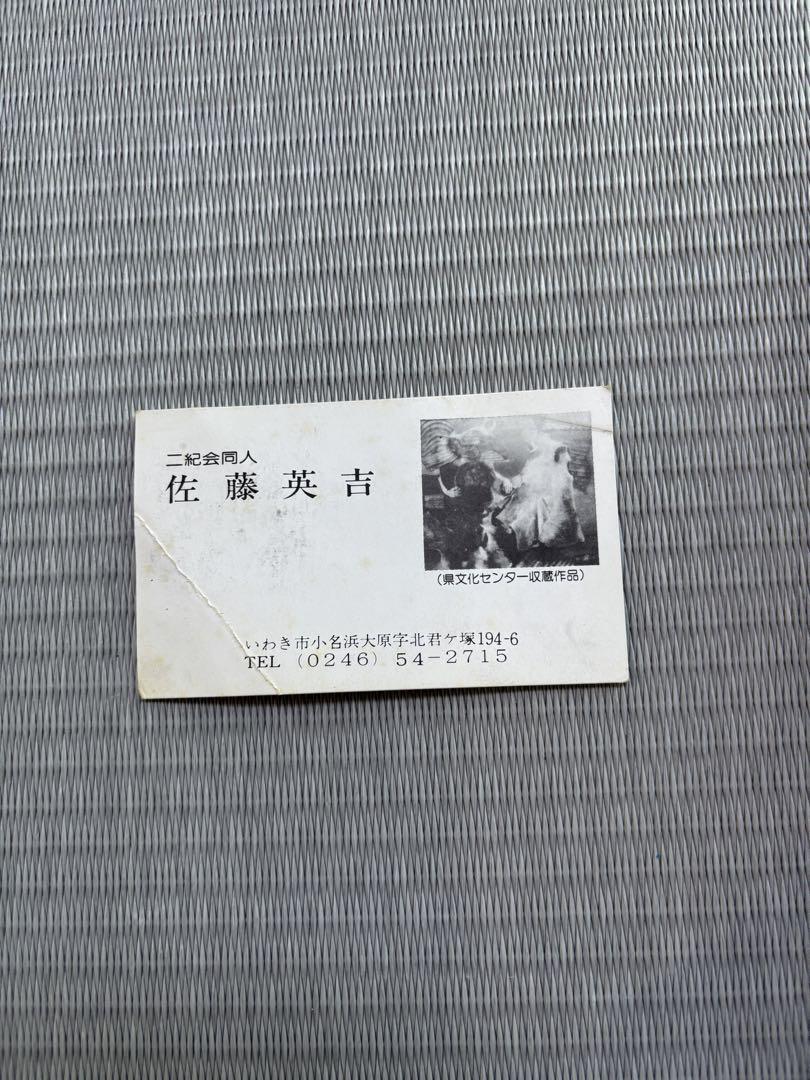 二紀会同人
佐藤英吉
（県文化センター収蔵作品）
いわき市小名浜大原字北君ケ塚194-6
TEL （0246） 54−2715